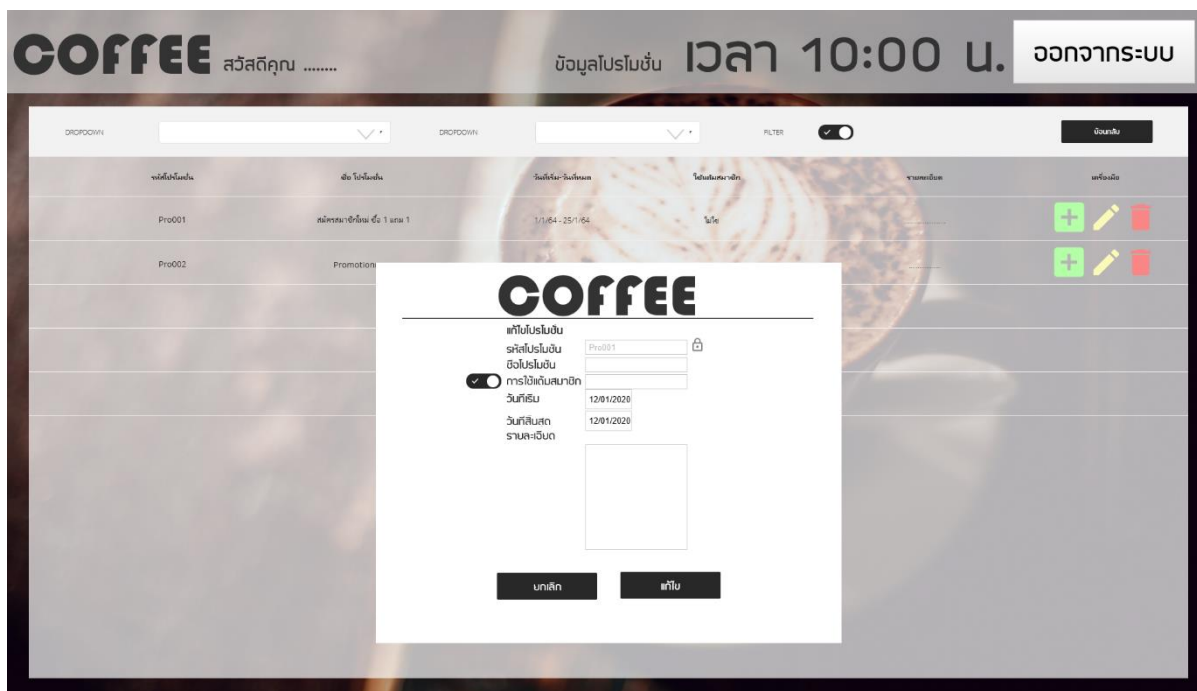 COFFEE สวัสดีคุณ ........ ข้อมูลโปรโมชั่น เวลา 10:00 น. ออกจากระบบ
DROPDOWN DROPDOWN FILTER ย้อนกลับ
รหัสโปรโมชั่น ชื่อ โปรโมชั่น วันที่เริ่ม-วันที่หมด ใช้แต้มสมาชิก รายละเอียด เครื่องมือ
Pro001 สมัครสมาชิกใหม่ ซื้อ 1 แถม 1 1/1/64 - 25/1/64 ไม่ใช่
Pro002 Promotion
COFFEE
แก้ไขโปรโมชั่น
รหัสโปรโมชั่น Pro001
ชื่อโปรโมชั่น
การใช้แต้มสมาชิก
วันที่เริ่ม 12/01/2020
วันที่สิ้นสุด 12/01/2020
รายละเอียด
ยกเลิก แก้ไข